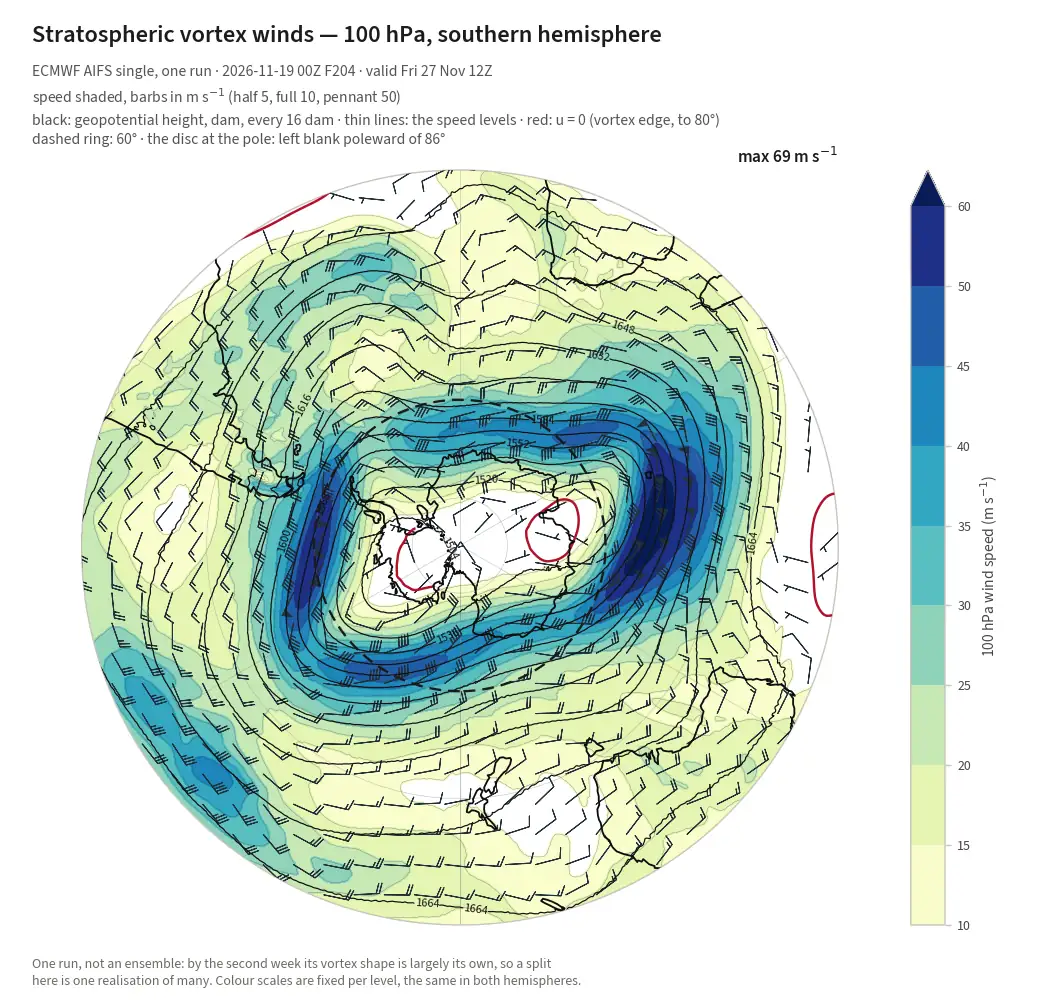 Stratospheric vortex winds — 100 hPa, southern hemisphere
ECMWF AIFS single, one run · 2026-11-19 00Z F204 · valid Fri 27 Nov 12Z
speed shaded, barbs in m s⁻¹ (half 5, full 10, pennant 50)
black: geopotential height, dam, every 16 dam · thin lines: the speed levels · red: u = 0 (vortex edge, to 80°)
dashed ring: 60° · the disc at the pole: left blank poleward of 86°
max 69 m s⁻¹
60
50
45
40
35
30
25
20
15
10
100 hPa wind speed (m s⁻¹)
1648
1632
1616
1552
1520
1600
1664
1664
1664
One run, not an ensemble: by the second week its vortex shape is largely its own, so a split
here is one realisation of many. Colour scales are fixed per level, the same in both hemispheres.